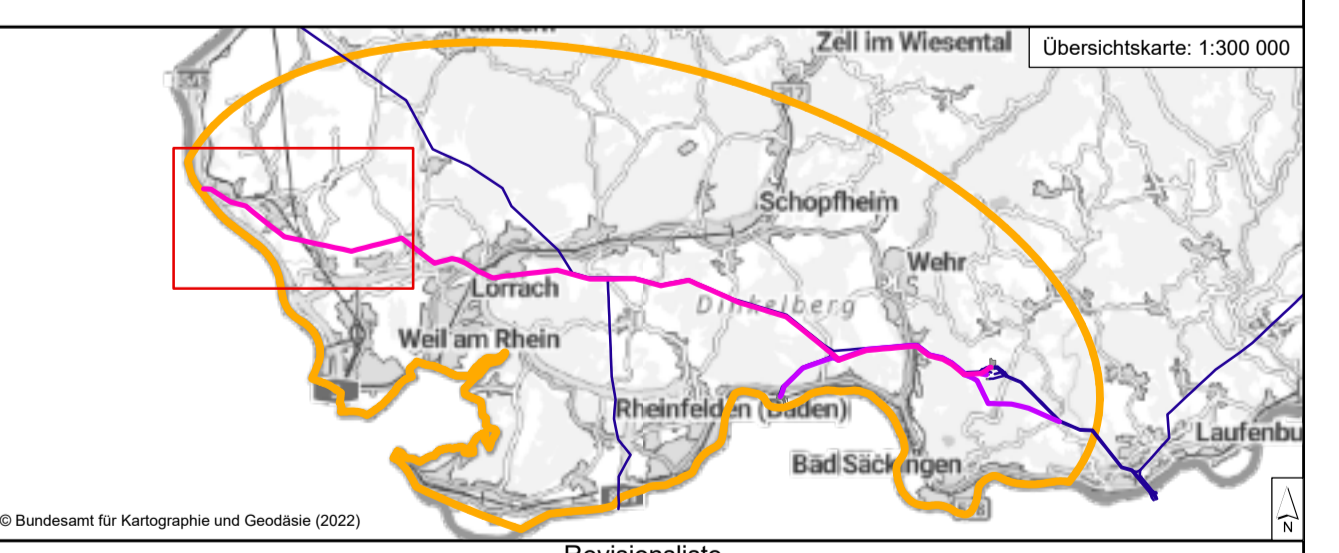 Zell im Wiesental
Übersichtskarte: 1:300 000
317
Schopfheim
Wehr
Lörrach
Dinkelberg
Weil am Rhein
Rheinfelden (Baden)
Laufenbu
Bad Säckingen
© Bundesamt für Kartographie und Geodäsie (2022)
N